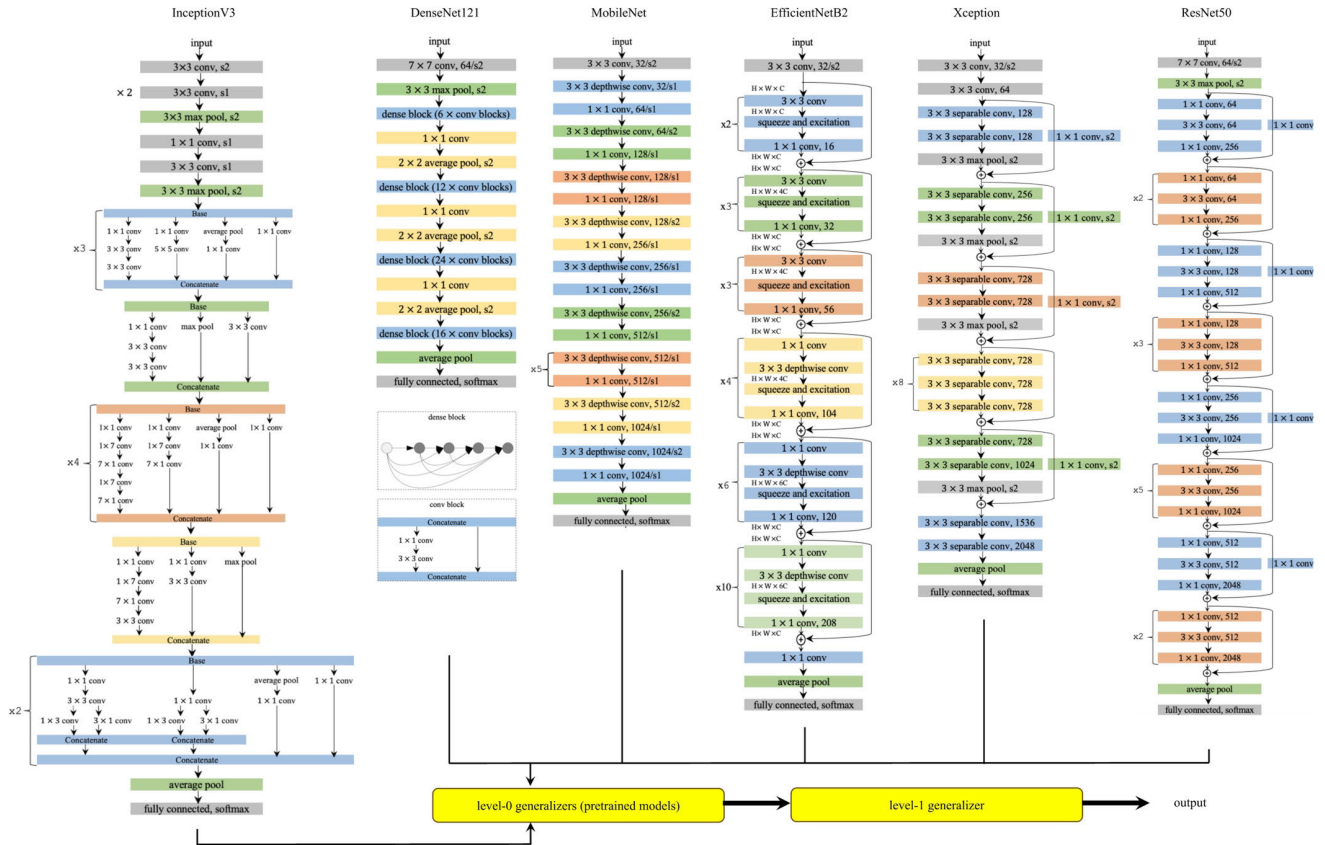 InceptionV3
input
3×3 conv, s2
×2
3×3 conv, s1
3×3 max pool, s2
1 × 1 conv, s1
3 × 3 conv, s1
3 × 3 max pool, s2
Base
x3
1 × 1 conv 1 × 1 conv average pool 1 × 1 conv
3 × 3 conv 5 × 5 conv 1 × 1 conv
3 × 3 conv
Concatenate
Base
1 × 1 conv max pool 3 × 3 conv
3 × 3 conv
3 × 3 conv
Concatenate
Base
x4
1×1 conv 1×1 conv average pool 1×1 conv
1×7 conv 1×7 conv 1×1 conv
7×1 conv 7×1 conv
1×7 conv
7×1 conv
Concatenate
Base
1 × 1 conv 1 × 1 conv max pool
1 × 7 conv 3 × 3 conv
7 × 1 conv
3 × 3 conv
Concatenate
Base
x2
1 × 1 conv average pool 1 × 1 conv
3 × 3 conv 1 × 1 conv 1 × 1 conv
1 × 3 conv 3 × 1 conv 1 × 3 conv 3 × 1 conv
Concatenate Concatenate
Concatenate
average pool
fully connected, softmax
DenseNet121
input
7 × 7 conv, 64/s2
3 × 3 max pool, s2
dense block (6 × conv blocks)
1 × 1 conv
2 × 2 average pool, s2
dense block (12 × conv blocks)
1 × 1 conv
2 × 2 average pool, s2
dense block (24 × conv blocks)
1 × 1 conv
2 × 2 average pool, s2
dense block (16 × conv blocks)
average pool
fully connected, softmax
dense block
conv block
Concatenate
1 × 1 conv
3 × 3 conv
Concatenate
MobileNet
input
3 × 3 conv, 32/s2
3 × 3 depthwise conv, 32/s1
1 × 1 conv, 64/s1
3 × 3 depthwise conv, 64/s2
1 × 1 conv, 128/s1
3 × 3 depthwise conv, 128/s1
1 × 1 conv, 128/s1
3 × 3 depthwise conv, 128/s2
1 × 1 conv, 256/s1
3 × 3 depthwise conv, 256/s1
1 × 1 conv, 256/s1
3 × 3 depthwise conv, 256/s2
1 × 1 conv, 512/s1
x5
3 × 3 depthwise conv, 512/s1
1 × 1 conv, 512/s1
3 × 3 depthwise conv, 512/s2
1 × 1 conv, 1024/s1
3 × 3 depthwise conv, 1024/s2
1 × 1 conv, 1024/s1
average pool
fully connected, softmax
EfficientNetB2
input
3 × 3 conv, 32/s2
H × W × C
3 × 3 conv
H × W × C
x2
squeeze and excitation
H × W × C
1 × 1 conv, 16
H × W × C
H × W × C
3 × 3 conv
H × W × 4C
x3
squeeze and excitation
1 × 1 conv, 32
H × W × C
H × W × C
3 × 3 conv
H × W × 4C
x3
squeeze and excitation
1 × 1 conv, 56
H × W × C
H × W × C
1 × 1 conv
3 × 3 depthwise conv
x4
H × W × 4C
squeeze and excitation
1 × 1 conv, 104
H × W × C
H × W × C
1 × 1 conv
3 × 3 depthwise conv
x6
H × W × 6C
squeeze and excitation
1 × 1 conv, 120
H × W × C
H × W × C
1 × 1 conv
3 × 3 depthwise conv
x10
H × W × 6C
squeeze and excitation
1 × 1 conv, 208
H × W × C
1 × 1 conv
average pool
fully connected, softmax
Xception
input
3 × 3 conv, 32/s2
3 × 3 conv, 64
3 × 3 separable conv, 128
3 × 3 separable conv, 128 1 × 1 conv, s2
3 × 3 max pool, s2
3 × 3 separable conv, 256
3 × 3 separable conv, 256 1 × 1 conv, s2
3 × 3 max pool, s2
3 × 3 separable conv, 728
3 × 3 separable conv, 728 1 × 1 conv, s2
3 × 3 max pool, s2
3 × 3 separable conv, 728
x8
3 × 3 separable conv, 728
3 × 3 separable conv, 728
3 × 3 separable conv, 728
3 × 3 separable conv, 1024 1 × 1 conv, s2
3 × 3 max pool, s2
3 × 3 separable conv, 1536
3 × 3 separable conv, 2048
average pool
fully connected, softmax
ResNet50
input
7 × 7 conv, 64/s2
3 × 3 max pool, s2
1 × 1 conv, 64
3 × 3 conv, 64 1 × 1 conv
1 × 1 conv, 256
1 × 1 conv, 64
x2
3 × 3 conv, 64
1 × 1 conv, 256
1 × 1 conv, 128
3 × 3 conv, 128 1 × 1 conv
1 × 1 conv, 512
1 × 1 conv, 128
x3
3 × 3 conv, 128
1 × 1 conv, 512
1 × 1 conv, 256
3 × 3 conv, 256 1 × 1 conv
1 × 1 conv, 1024
1 × 1 conv, 256
x5
3 × 3 conv, 256
1 × 1 conv, 1024
1 × 1 conv, 512
3 × 3 conv, 512 1 × 1 conv
1 × 1 conv, 2048
1 × 1 conv, 512
x2
3 × 3 conv, 512
1 × 1 conv, 2048
average pool
fully connected, softmax
level-0 generalizers (pretrained models)
level-1 generalizer
output